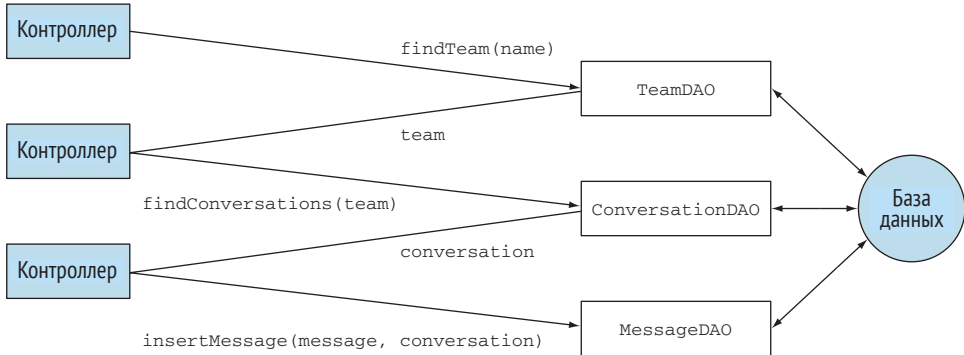 Контроллер
findTeam(name)
TeamDAO
team
Контроллер
findConversations(team)
ConversationDAO
База
данных
conversation
Контроллер
MessageDAO
insertMessage(message, conversation)